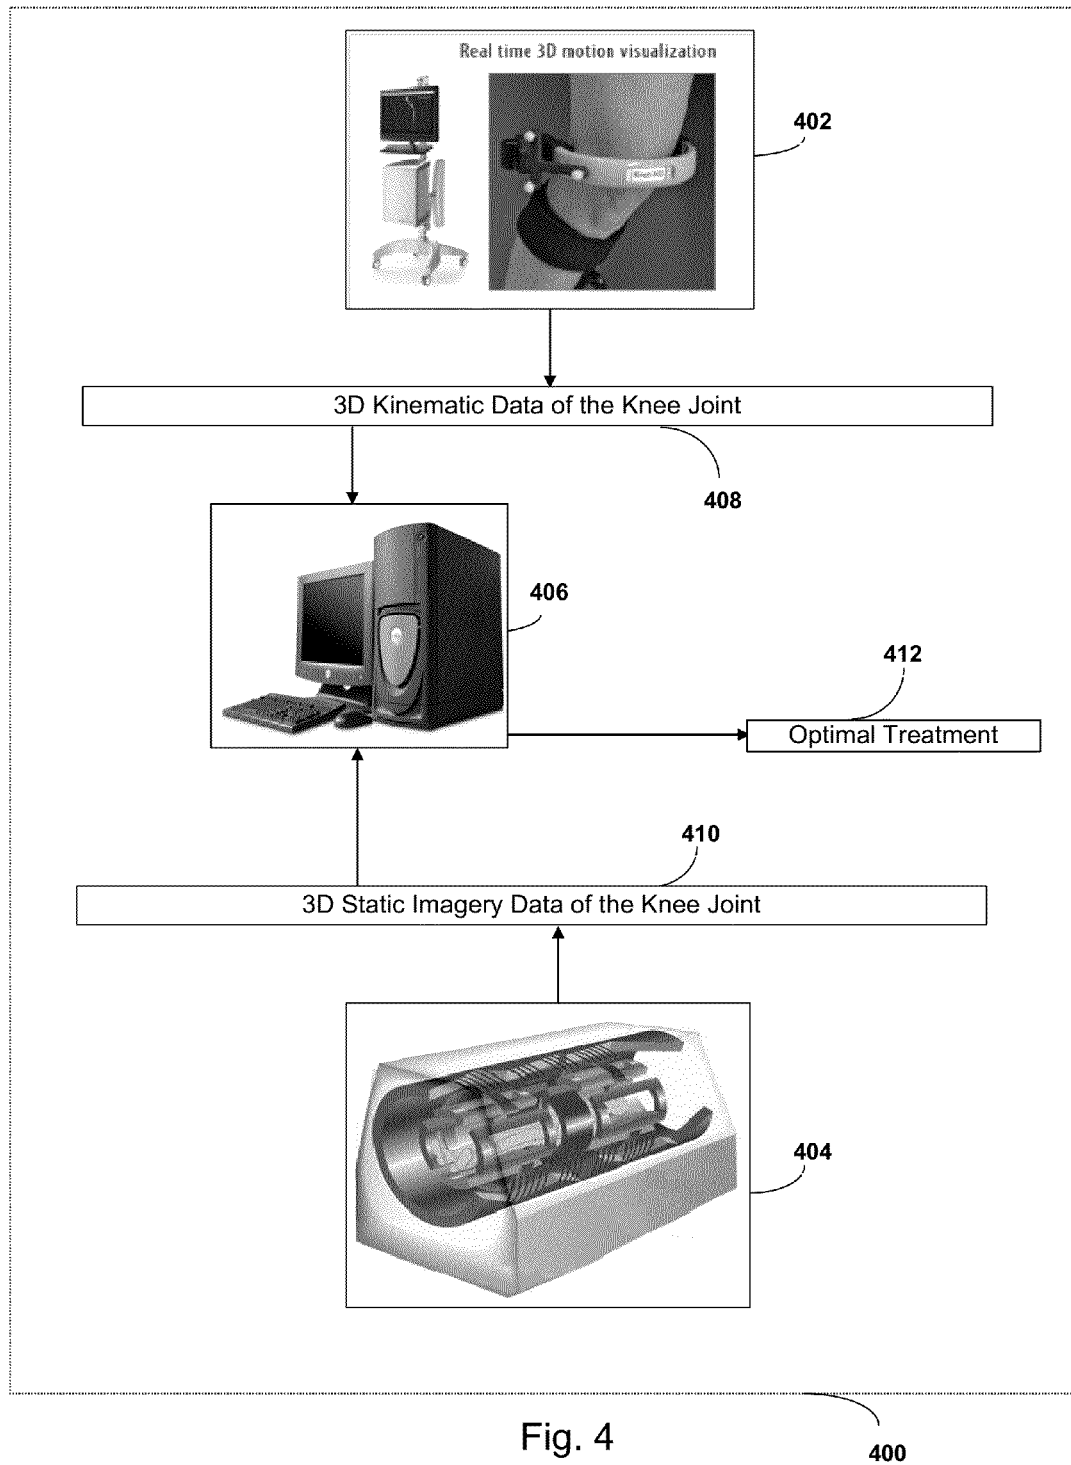 Real time 3D motion visualization
402
3D Kinematic Data of the Knee Joint
408
406
412
Optimal Treatment
410
3D Static Imagery Data of the Knee Joint
404
Fig. 4
400